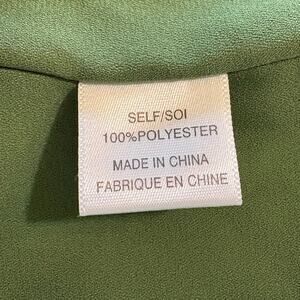 SELF/SOI
100%POLYESTER
MADE IN CHINA
FABRIQUE EN CHINE